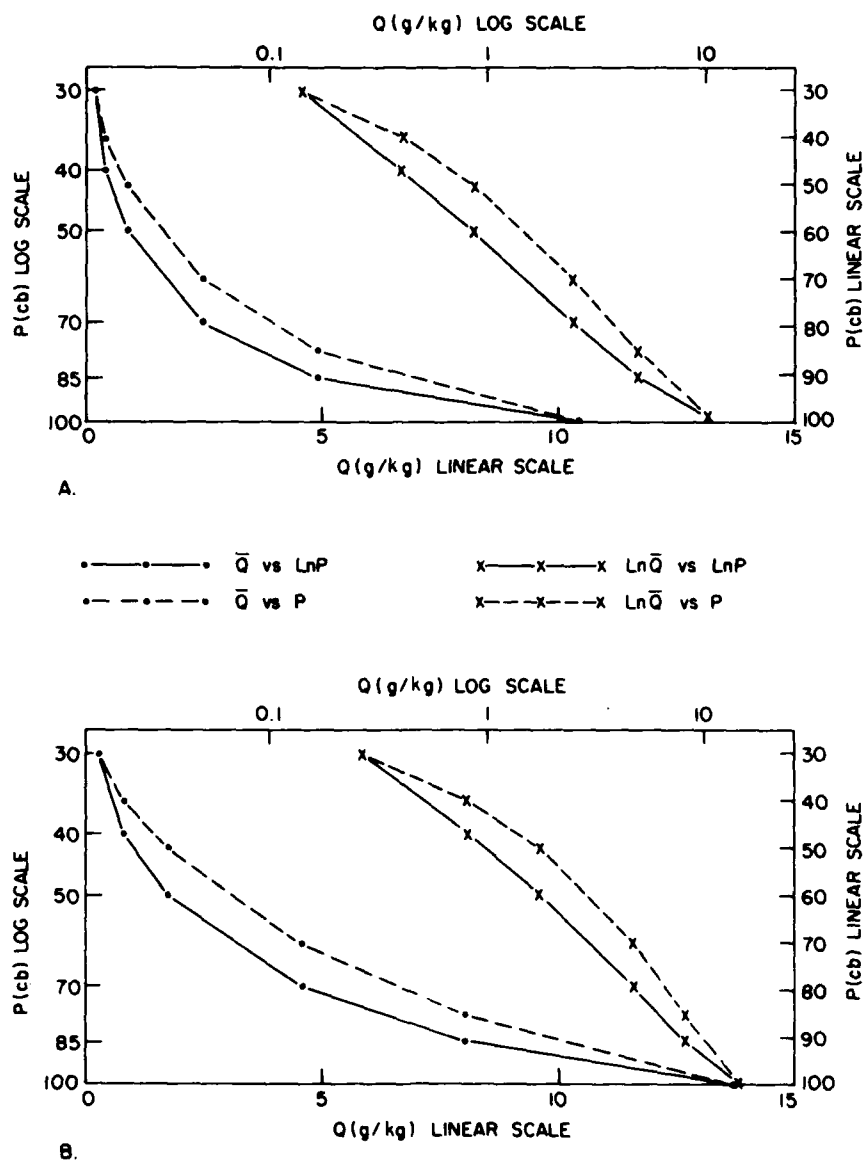 Q(g/kg) LOG SCALE
0.1 1 10
30 30
40
40 50
50 60
70
70 80
85 90
100 100
P(cb) LOG SCALE
P(cb) LINEAR SCALE
0 5 10 15
Q(g/kg) LINEAR SCALE
A.
Q̄ vs LnP
LnQ̄ vs LnP
Q̄ vs P
LnQ̄ vs P
Q(g/kg) LOG SCALE
0.1 1 10
30 30
40
40 50
50 60
70
70 80
85 90
100 100
P(cb) LOG SCALE
P(cb) LINEAR SCALE
0 5 10 15
Q(g/kg) LINEAR SCALE
B.